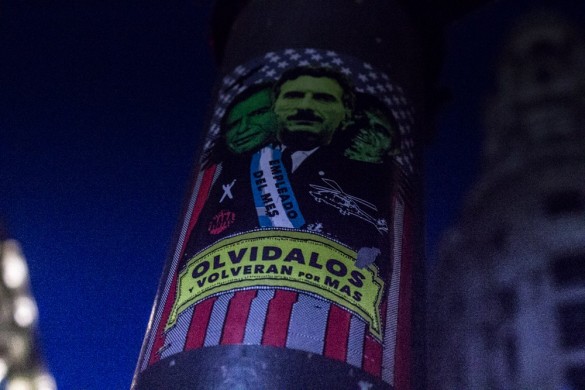 EMPLEADO
DEL MES
OLVIDALOS
Y VOLVERAN POR MAS